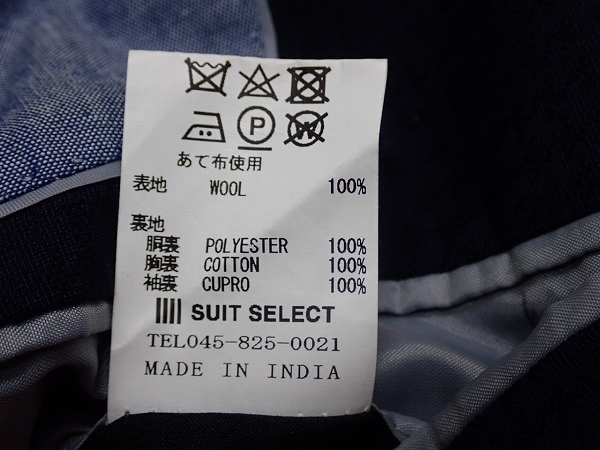 P W
あて布使用
表地 WOOL 100%
裏地
胴裏 POLYESTER 100%
胸裏 COTTON 100%
袖裏 CUPRO 100%
SUIT SELECT
TEL045-825-0021
MADE IN INDIA